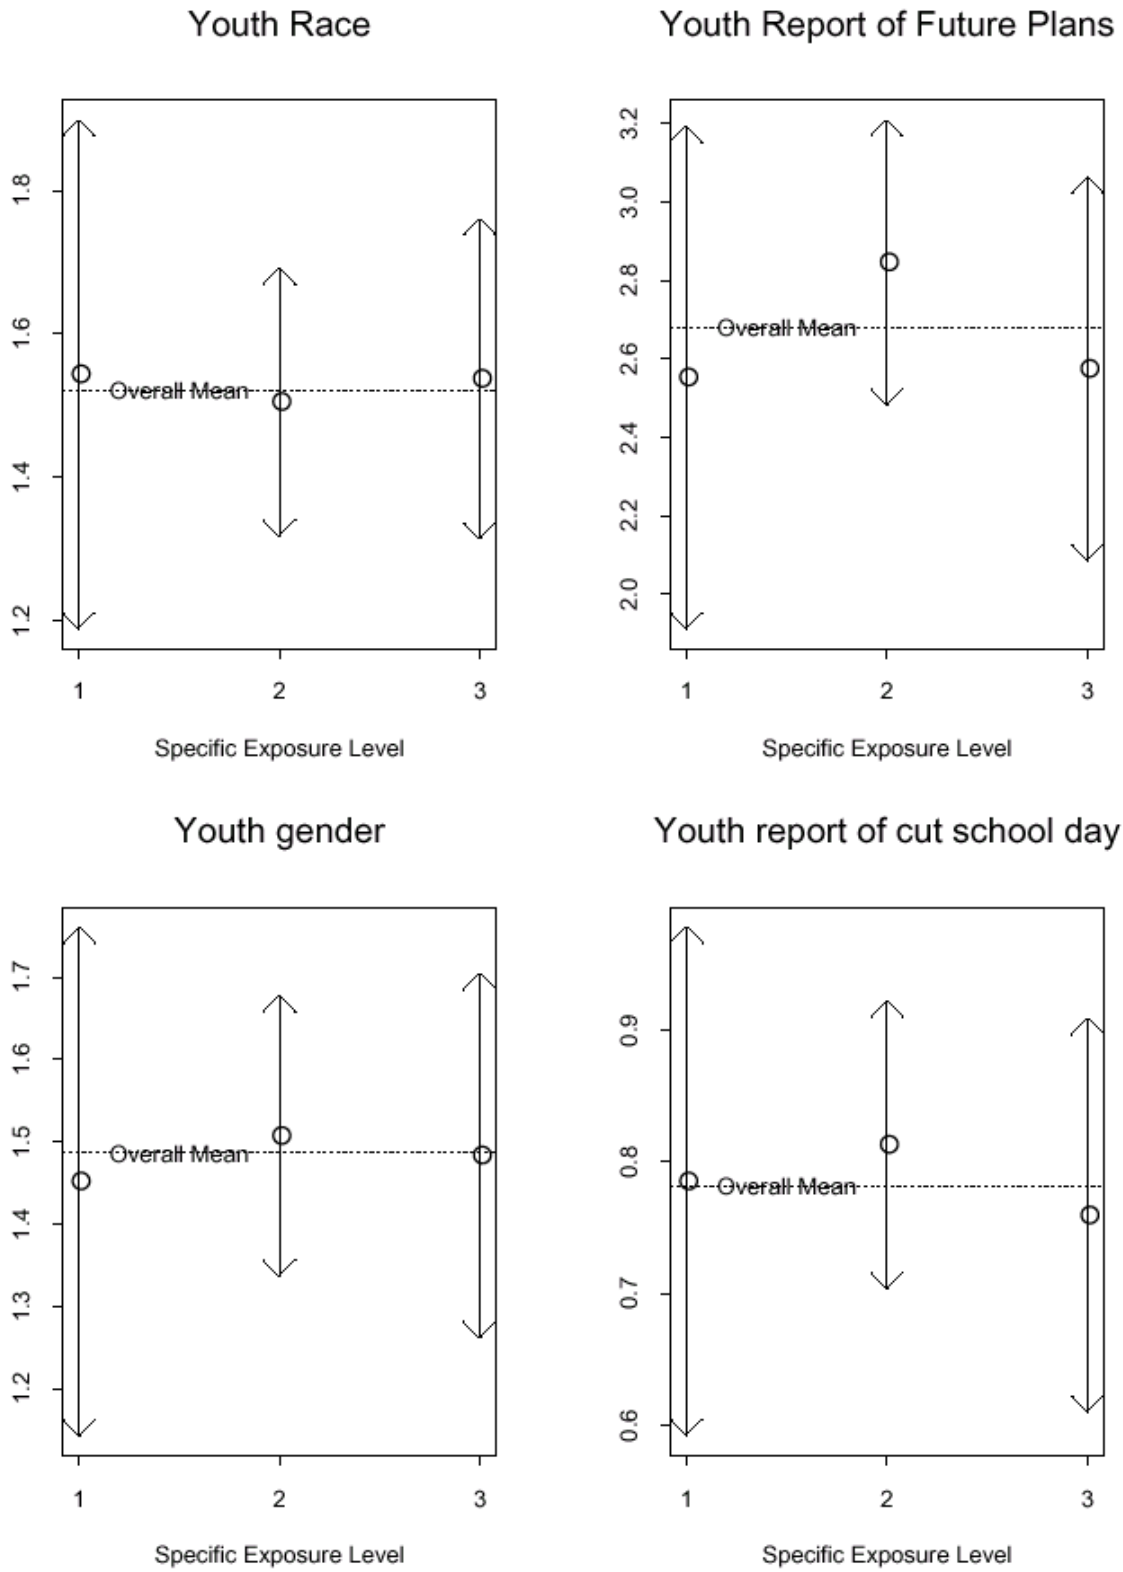 Youth Race
1.8
1.6
1.4
1.2
Overall Mean
1 2 3
Specific Exposure Level
Youth Report of Future Plans
3.2
3.0
2.8
2.6
2.4
2.2
2.0
Overall Mean
1 2 3
Specific Exposure Level
Youth gender
1.7
1.6
1.5
1.4
1.3
1.2
Overall Mean
1 2 3
Specific Exposure Level
Youth report of cut school day
0.9
0.8
0.7
0.6
Overall Mean
1 2 3
Specific Exposure Level